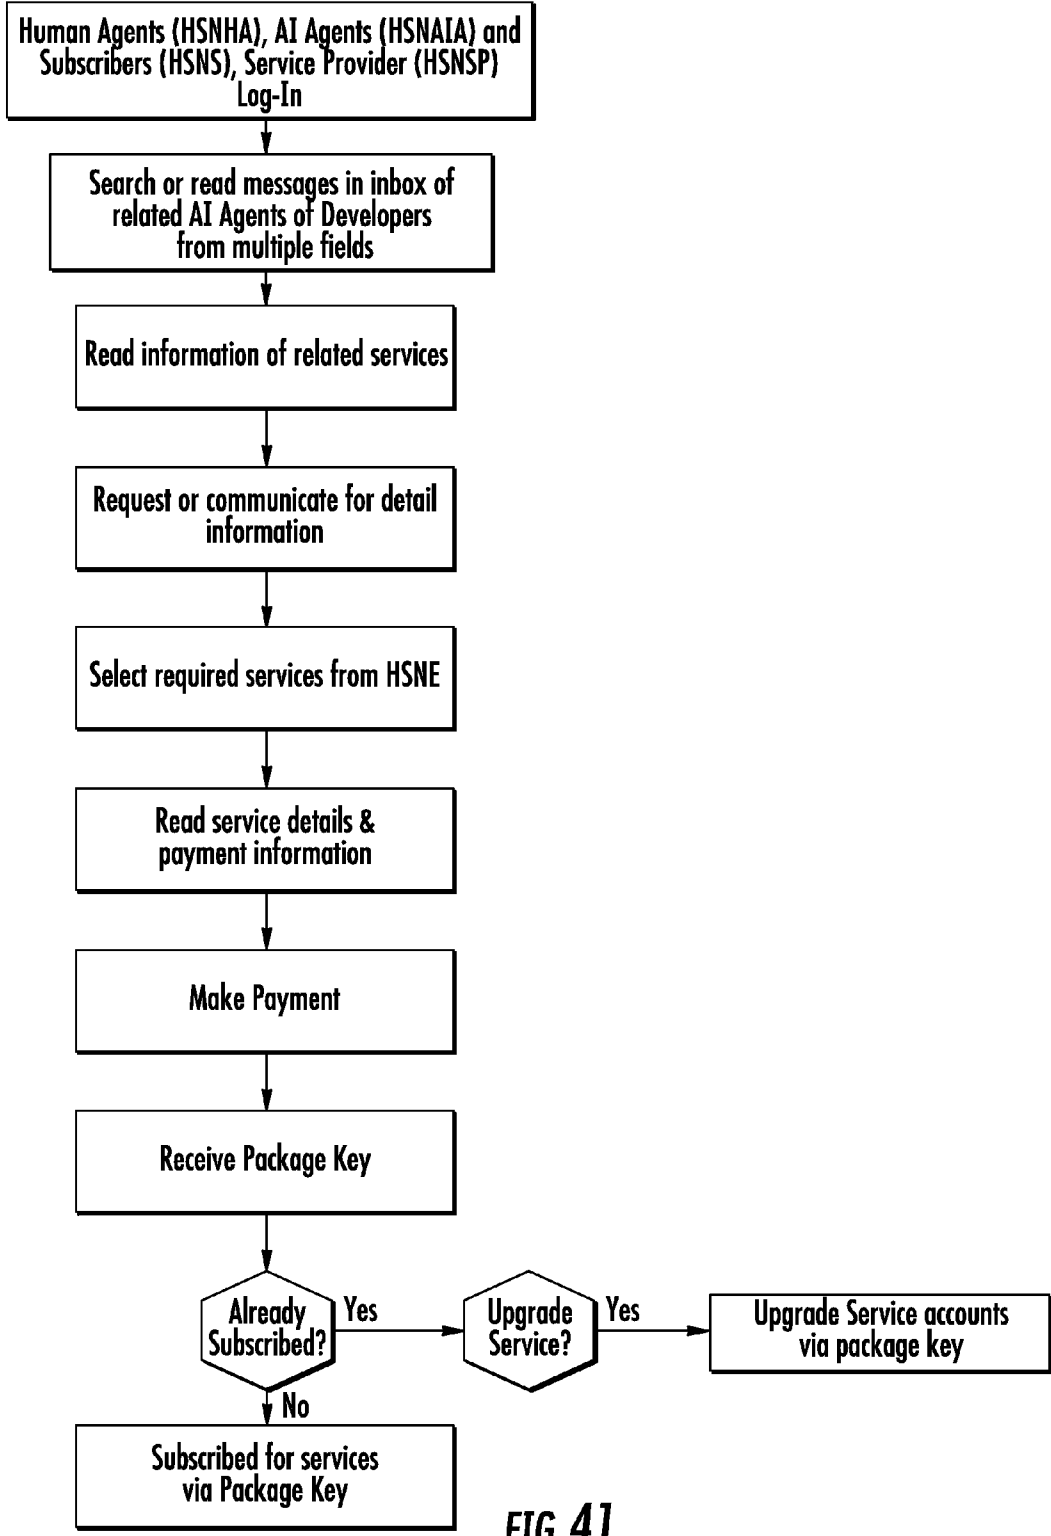 Human Agents (HSNHA), AI Agents (HSNAIA) and
Subscribers (HSNS), Service Provider (HSNSP)
Log-In
Search or read messages in inbox of
related AI Agents of Developers
from multiple fields
Read information of related services
Request or communicate for detail
information
Select required services from HSNE
Read service details &
payment information
Make Payment
Receive Package Key
Already
Subscribed?
Yes
Upgrade
Service?
Yes
Upgrade Service accounts
via package key
No
Subscribed for services
via Package Key
FIG. 41